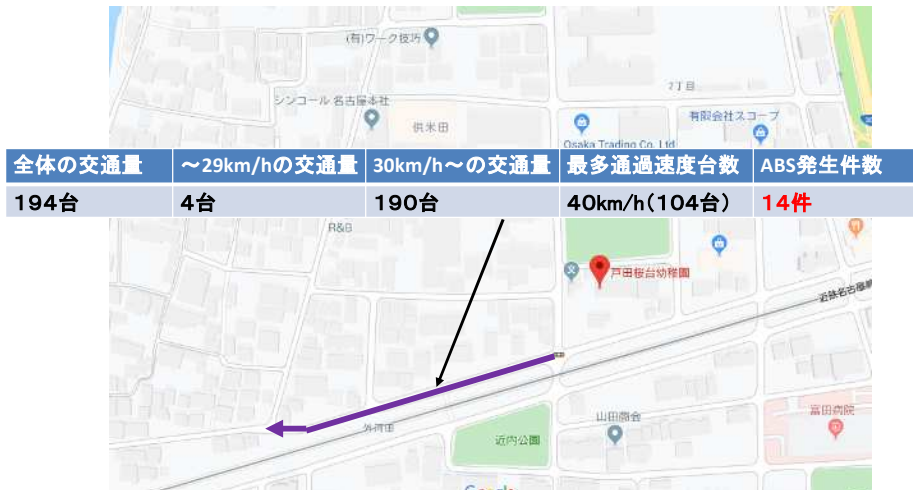 (有)ワーク技巧
シンコール 名古屋本社
供米田
2丁目
有限会社スコープ
Osaka Trading Co. Ltd
全体の交通量 ～29km/hの交通量 30km/h～の交通量 最多通過速度台数 ABS発生件数
194台 4台 190台 40km/h(104台) 14件
R&B
文 戸田桜台幼稚園
近鉄名古屋
外河田
近内公園
山田商会
富田病院